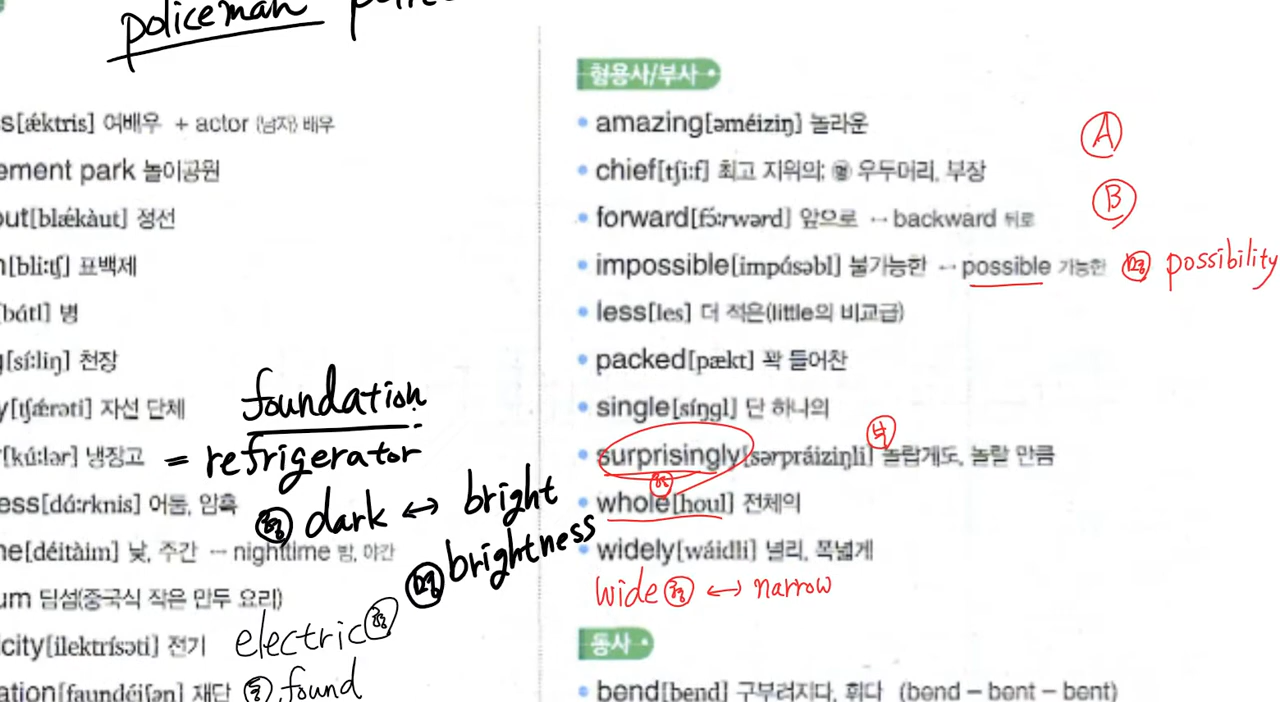 policeman
s[ǽktris] 여배우 + actor (남자) 배우
ement park 놀이공원
out[blǽkàut] 정선
[bli:tʃ] 표백제
[bátl] 병
[sí:liŋ] 천장
y[tʃǽrəti] 자선 단체
foundation
[kú:lər] 냉장고 = refrigerator
ess[dá:rknis] 어둠, 암흑 형 dark ↔ bright
명 brightness
me[déitàim] 낮, 주간 ↔ nighttime 밤, 야간
um 딤섬(중국식 작은 만두 요리)
city[ilektrísəti] 전기 electric 형
ation[faundéiʃən] 재단 found
형용사/부사
• amazing[əméiziŋ] 놀라운
• chief[tʃi:f] 최고 지위의; 명 우두머리, 부장
• forward[fɔ́:rwərd] 앞으로 ↔ backward 뒤로
• impossible[impásəbl] 불가능한 ↔ possible 가능한 명 possibility
• less[les] 더 적은(little의 비교급)
• packed[pækt] 꽉 들어찬
• single[síŋgl] 단 하나의
• surprisingly[sərpráiziŋli] 부 놀랍게도, 놀랄 만큼
형
• whole[houl] 전체의
• widely[wáidli] 널리, 폭넓게
wide 형 ↔ narrow
동사
• bend[bend] 구부러지다, 휘다 (bend – bent – bent)
A
B